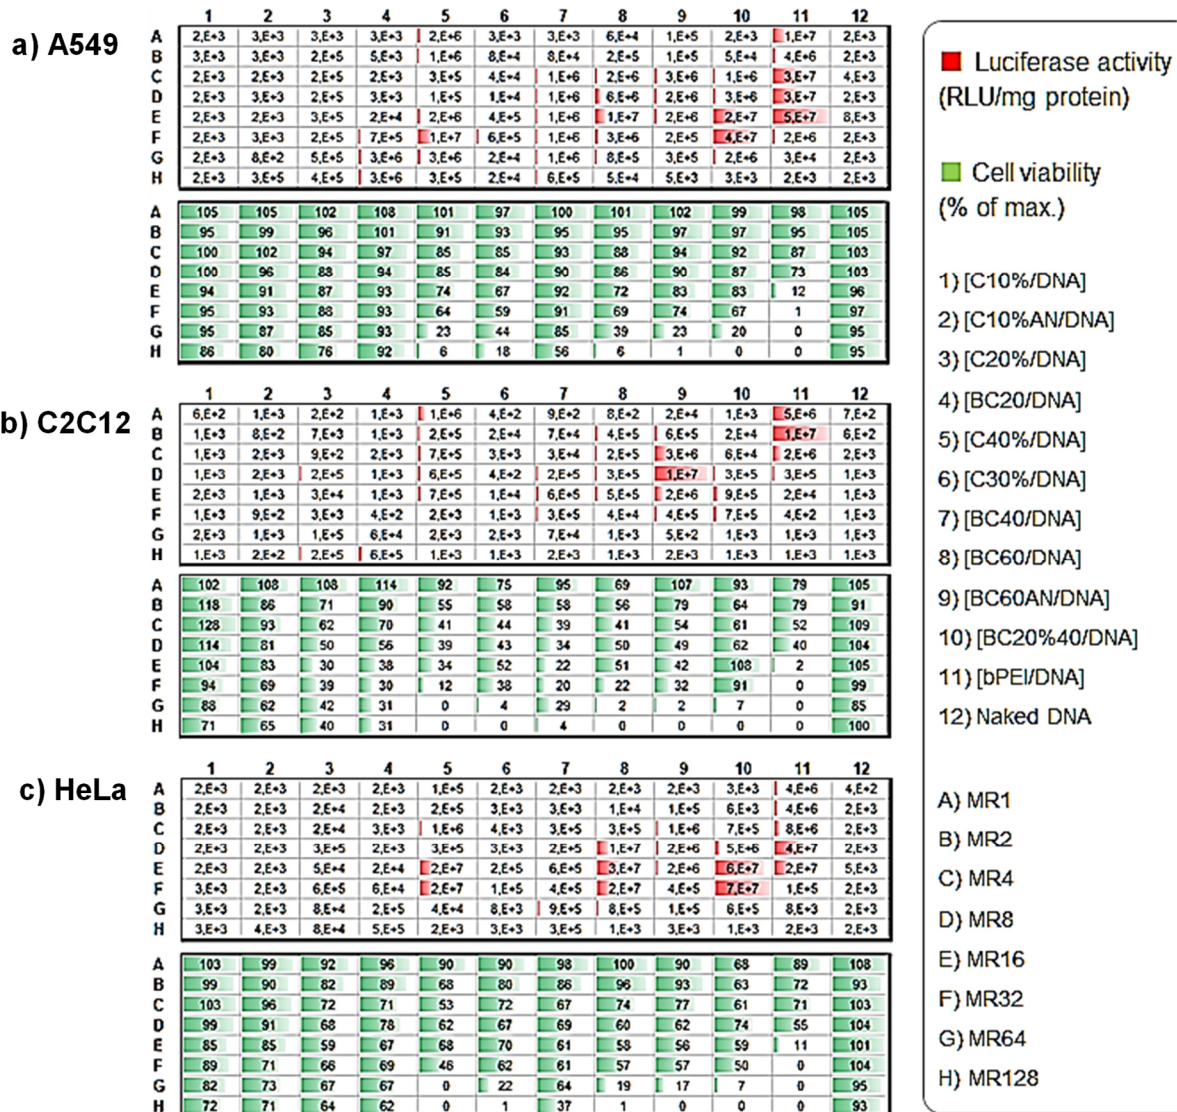 a) A549
1 2 3 4 5 6 7 8 9 10 11 12
A 2,E+3 3,E+3 3,E+3 3,E+3 2,E+6 3,E+3 3,E+3 6,E+4 1,E+5 2,E+3 1,E+7 2,E+3
B 3,E+3 3,E+3 2,E+5 5,E+3 1,E+6 8,E+4 8,E+4 2,E+5 1,E+5 5,E+4 4,E+6 2,E+3
C 2,E+3 2,E+3 2,E+3 2,E+3 3,E+5 4,E+4 1,E+6 2,E+6 3,E+6 1,E+6 3,E+7 4,E+3
D 2,E+3 3,E+3 2,E+5 3,E+3 1,E+5 1,E+4 1,E+6 6,E+6 2,E+6 3,E+6 3,E+7 2,E+3
E 2,E+3 2,E+3 3,E+5 2,E+4 2,E+6 4,E+5 1,E+6 1,E+7 2,E+6 2,E+7 5,E+7 8,E+3
F 2,E+3 3,E+3 2,E+5 7,E+5 1,E+7 6,E+5 1,E+6 3,E+6 2,E+5 4,E+7 2,E+6 2,E+3
G 2,E+3 8,E+2 5,E+5 3,E+6 3,E+6 2,E+4 1,E+6 8,E+5 3,E+5 2,E+6 3,E+4 2,E+3
H 2,E+3 3,E+5 4,E+5 3,E+6 3,E+5 2,E+4 6,E+5 5,E+4 5,E+3 3,E+3 2,E+3 2,E+3
A 105 105 102 108 101 97 100 101 102 99 98 105
B 95 99 96 101 91 93 95 95 97 97 95 105
C 100 102 94 97 85 85 93 88 94 92 87 103
D 100 96 88 94 85 84 90 86 90 87 73 103
E 94 91 87 93 74 67 92 72 83 83 12 96
F 95 93 88 93 64 59 91 69 74 67 1 97
G 95 87 85 93 23 44 85 39 23 20 0 95
H 86 80 76 92 6 18 56 6 1 0 0 95
b) C2C12
1 2 3 4 5 6 7 8 9 10 11 12
A 6,E+2 1,E+3 2,E+2 1,E+3 1,E+6 4,E+2 9,E+2 8,E+2 2,E+4 1,E+3 5,E+6 7,E+2
B 1,E+3 8,E+2 7,E+3 1,E+3 2,E+5 2,E+4 7,E+4 4,E+5 6,E+5 2,E+4 1,E+7 6,E+2
C 1,E+3 2,E+3 9,E+2 2,E+3 7,E+5 3,E+3 3,E+4 2,E+5 3,E+6 6,E+4 2,E+6 2,E+3
D 1,E+3 2,E+3 2,E+5 1,E+3 6,E+5 4,E+2 2,E+5 3,E+5 1,E+7 3,E+5 3,E+5 1,E+3
E 2,E+3 1,E+3 3,E+4 1,E+3 7,E+5 1,E+4 6,E+5 5,E+5 2,E+6 9,E+5 2,E+4 1,E+3
F 1,E+3 9,E+2 3,E+3 4,E+2 2,E+3 1,E+3 3,E+5 4,E+4 4,E+5 7,E+5 4,E+2 1,E+3
G 2,E+3 1,E+3 1,E+5 6,E+4 2,E+3 2,E+3 7,E+4 1,E+3 5,E+2 1,E+3 1,E+3 1,E+3
H 1,E+3 2,E+2 2,E+5 6,E+5 1,E+3 1,E+3 2,E+3 1,E+3 2,E+3 1,E+3 1,E+3 1,E+3
A 102 108 108 114 92 75 95 69 107 93 79 105
B 118 86 71 90 55 58 58 56 79 64 79 91
C 128 93 62 70 41 44 39 41 54 61 52 109
D 114 81 50 56 39 43 34 50 49 62 40 104
E 104 83 30 38 34 52 22 51 42 108 2 105
F 94 69 39 30 12 38 20 22 32 91 0 99
G 88 62 42 31 0 4 29 2 2 7 0 85
H 71 65 40 31 0 0 4 0 0 0 0 100
c) HeLa
1 2 3 4 5 6 7 8 9 10 11 12
A 2,E+3 2,E+3 2,E+3 2,E+3 1,E+5 2,E+3 2,E+3 2,E+3 2,E+3 3,E+3 4,E+6 4,E+2
B 2,E+3 2,E+3 2,E+4 2,E+3 2,E+5 3,E+3 3,E+3 1,E+4 1,E+5 6,E+3 4,E+6 2,E+3
C 2,E+3 2,E+3 2,E+4 3,E+3 1,E+6 4,E+3 3,E+5 3,E+5 1,E+6 7,E+5 8,E+6 2,E+3
D 2,E+3 2,E+3 3,E+5 2,E+3 3,E+5 3,E+3 2,E+5 1,E+7 2,E+6 5,E+6 4,E+7 2,E+3
E 2,E+3 2,E+3 5,E+4 2,E+4 2,E+7 2,E+5 6,E+5 3,E+7 2,E+6 6,E+7 2,E+7 5,E+3
F 3,E+3 2,E+3 6,E+5 6,E+4 2,E+7 1,E+5 4,E+5 2,E+7 4,E+5 7,E+7 1,E+5 2,E+3
G 3,E+3 2,E+3 8,E+4 2,E+5 4,E+4 8,E+3 9,E+5 8,E+5 1,E+5 6,E+5 8,E+3 2,E+3
H 3,E+3 4,E+3 8,E+4 5,E+5 2,E+3 3,E+3 3,E+5 1,E+3 3,E+3 1,E+3 2,E+3 2,E+3
A 103 99 92 96 90 90 98 100 90 68 89 108
B 99 90 82 89 68 80 86 96 93 63 72 93
C 103 96 72 71 53 72 67 74 77 61 71 103
D 99 91 68 78 62 67 69 60 62 74 55 104
E 85 85 59 67 68 70 61 58 56 59 11 101
F 89 71 66 69 46 62 61 57 57 50 0 104
G 82 73 67 67 0 22 64 19 17 7 0 95
H 72 71 64 62 0 1 37 1 0 0 0 93
Luciferase activity
(RLU/mg protein)
Cell viability
(% of max.)
1) [C10%/DNA]
2) [C10%AN/DNA]
3) [C20%/DNA]
4) [BC20/DNA]
5) [C40%/DNA]
6) [C30%/DNA]
7) [BC40/DNA]
8) [BC60/DNA]
9) [BC60AN/DNA]
10) [BC20%40/DNA]
11) [bPEI/DNA]
12) Naked DNA
A) MR1
B) MR2
C) MR4
D) MR8
E) MR16
F) MR32
G) MR64
H) MR128